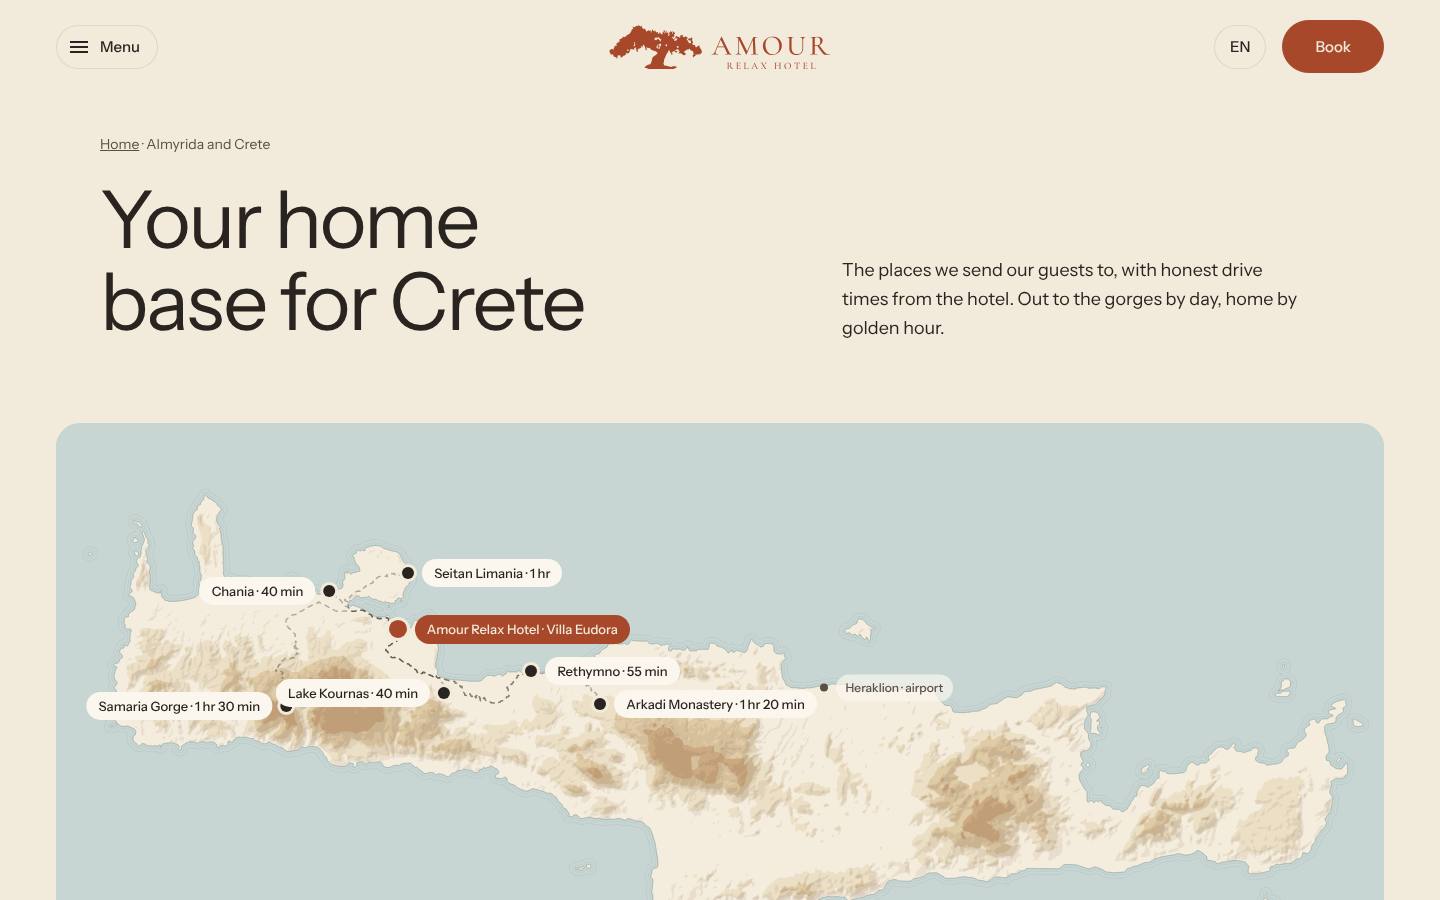 Menu
AMOUR
RELAX HOTEL
EN
Book
Home · Almyrida and Crete
Your home
base for Crete
The places we send our guests to, with honest drive
times from the hotel. Out to the gorges by day, home by
golden hour.
Seitan Limania · 1 hr
Chania · 40 min
Amour Relax Hotel · Villa Eudora
Rethymno · 55 min
Heraklion · airport
Lake Kournas · 40 min
Samaria Gorge · 1 hr 30 min
Arkadi Monastery · 1 hr 20 min